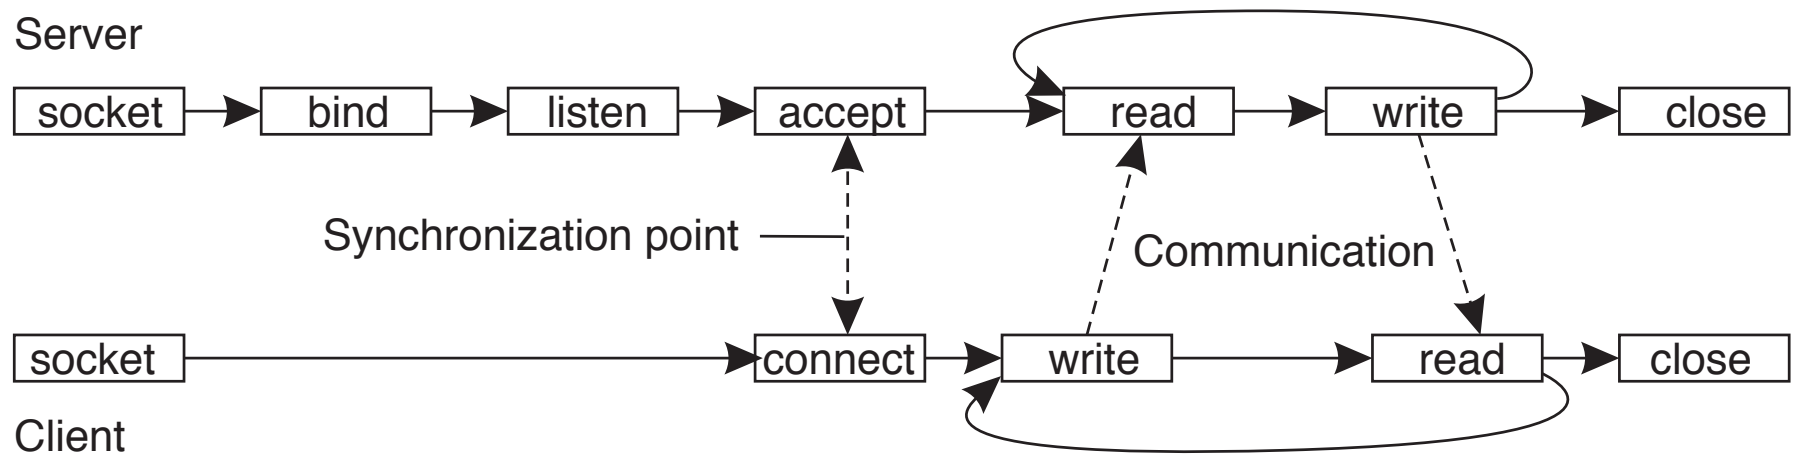 Server
socket bind listen accept read write close
Synchronization point
Communication
socket connect write read close
Client